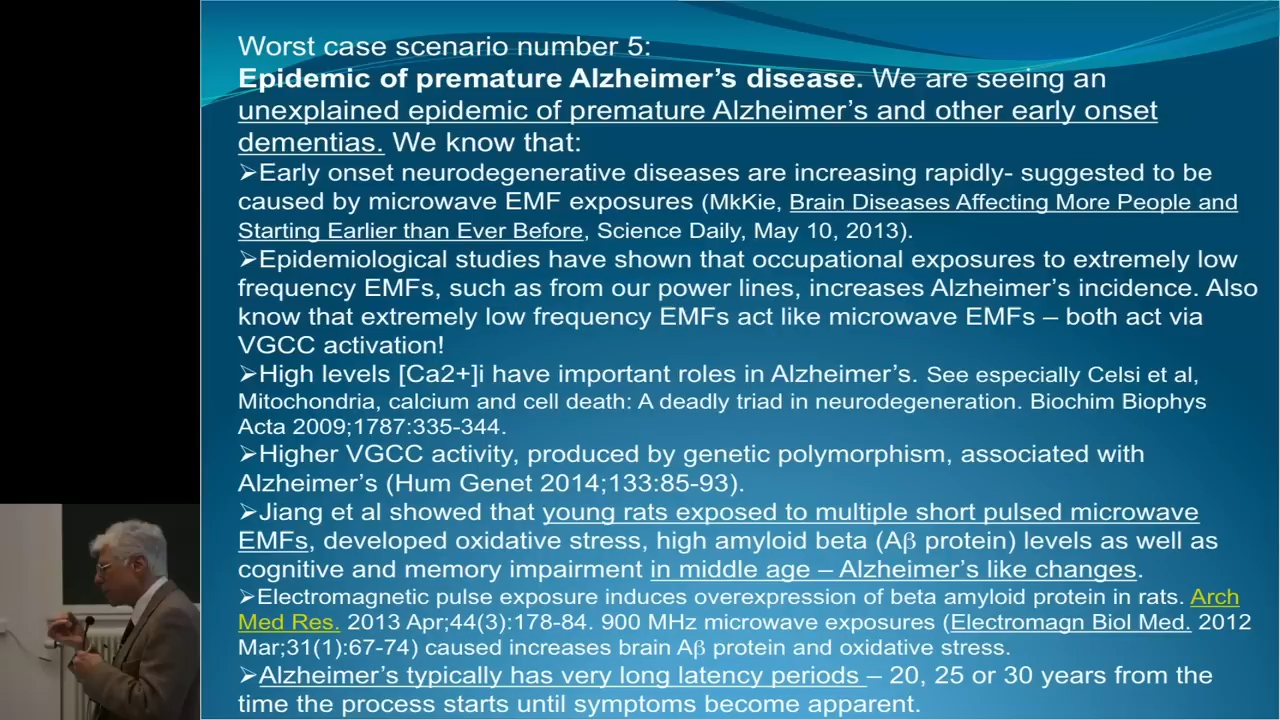 Worst case scenario number 5:
Epidemic of premature Alzheimer's disease. We are seeing an
unexplained epidemic of premature Alzheimer's and other early onset
dementias. We know that:
➢Early onset neurodegenerative diseases are increasing rapidly- suggested to be
caused by microwave EMF exposures (MkKie, Brain Diseases Affecting More People and
Starting Earlier than Ever Before, Science Daily, May 10, 2013).
➢Epidemiological studies have shown that occupational exposures to extremely low
frequency EMFs, such as from our power lines, increases Alzheimer's incidence. Also
know that extremely low frequency EMFs act like microwave EMFs – both act via
VGCC activation!
➢High levels [Ca2+]i have important roles in Alzheimer's. See especially Celsi et al,
Mitochondria, calcium and cell death: A deadly triad in neurodegeneration. Biochim Biophys
Acta 2009;1787:335-344.
➢Higher VGCC activity, produced by genetic polymorphism, associated with
Alzheimer's (Hum Genet 2014;133:85-93).
➢Jiang et al showed that young rats exposed to multiple short pulsed microwave
EMFs, developed oxidative stress, high amyloid beta (Aβ protein) levels as well as
cognitive and memory impairment in middle age – Alzheimer's like changes.
➢Electromagnetic pulse exposure induces overexpression of beta amyloid protein in rats. Arch
Med Res. 2013 Apr;44(3):178-84. 900 MHz microwave exposures (Electromagn Biol Med. 2012
Mar;31(1):67-74) caused increases brain Aβ protein and oxidative stress.
➢Alzheimer's typically has very long latency periods – 20, 25 or 30 years from the
time the process starts until symptoms become apparent.